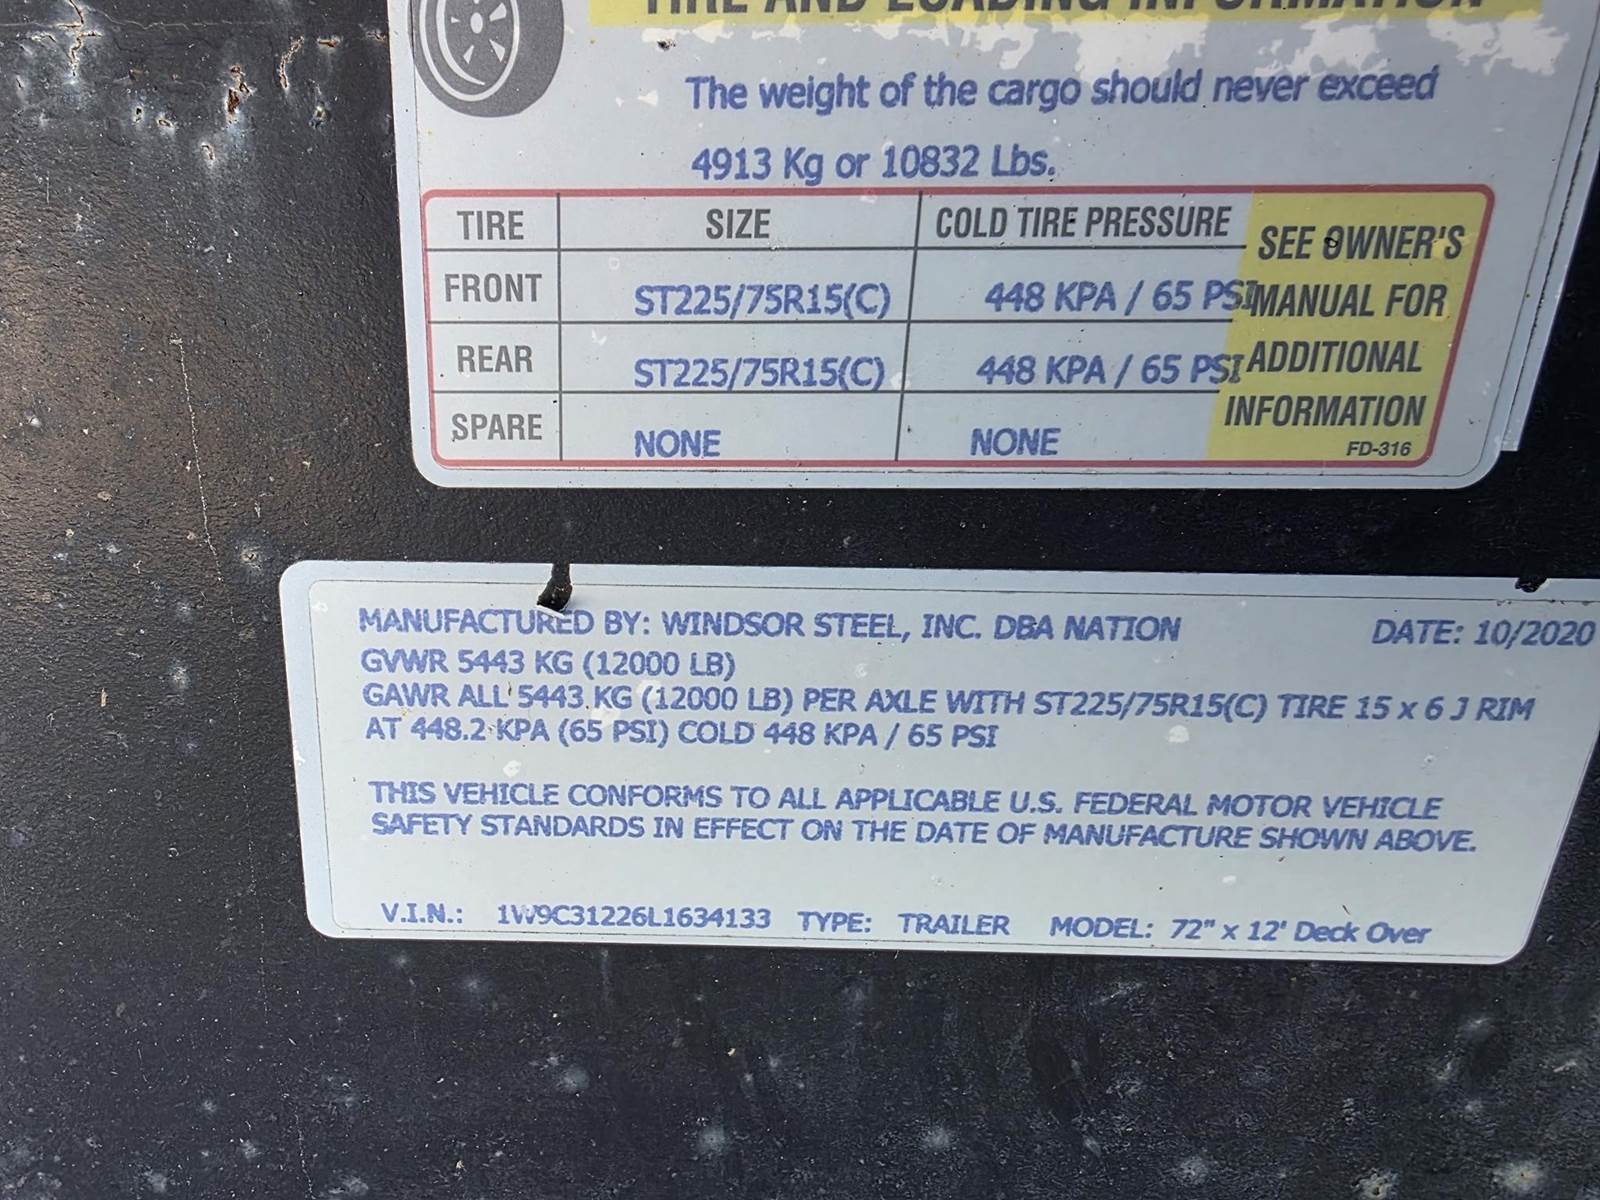 TIRE AND LOADING INFORMATION
The weight of the cargo should never exceed
4913 Kg or 10832 Lbs.
TIRE SIZE COLD TIRE PRESSURE SEE OWNER'S
FRONT ST225/75R15(C) 448 KPA / 65 PSI MANUAL FOR
REAR ST225/75R15(C) 448 KPA / 65 PSI ADDITIONAL
SPARE NONE NONE INFORMATION
FD-316
MANUFACTURED BY: WINDSOR STEEL, INC. DBA NATION DATE: 10/2020
GVWR 5443 KG (12000 LB)
GAWR ALL 5443 KG (12000 LB) PER AXLE WITH ST225/75R15(C) TIRE 15 x 6 J RIM
AT 448.2 KPA (65 PSI) COLD 448 KPA / 65 PSI
THIS VEHICLE CONFORMS TO ALL APPLICABLE U.S. FEDERAL MOTOR VEHICLE
SAFETY STANDARDS IN EFFECT ON THE DATE OF MANUFACTURE SHOWN ABOVE.
V.I.N.: 1W9C31226L1634133 TYPE: TRAILER MODEL: 72" x 12' Deck Over